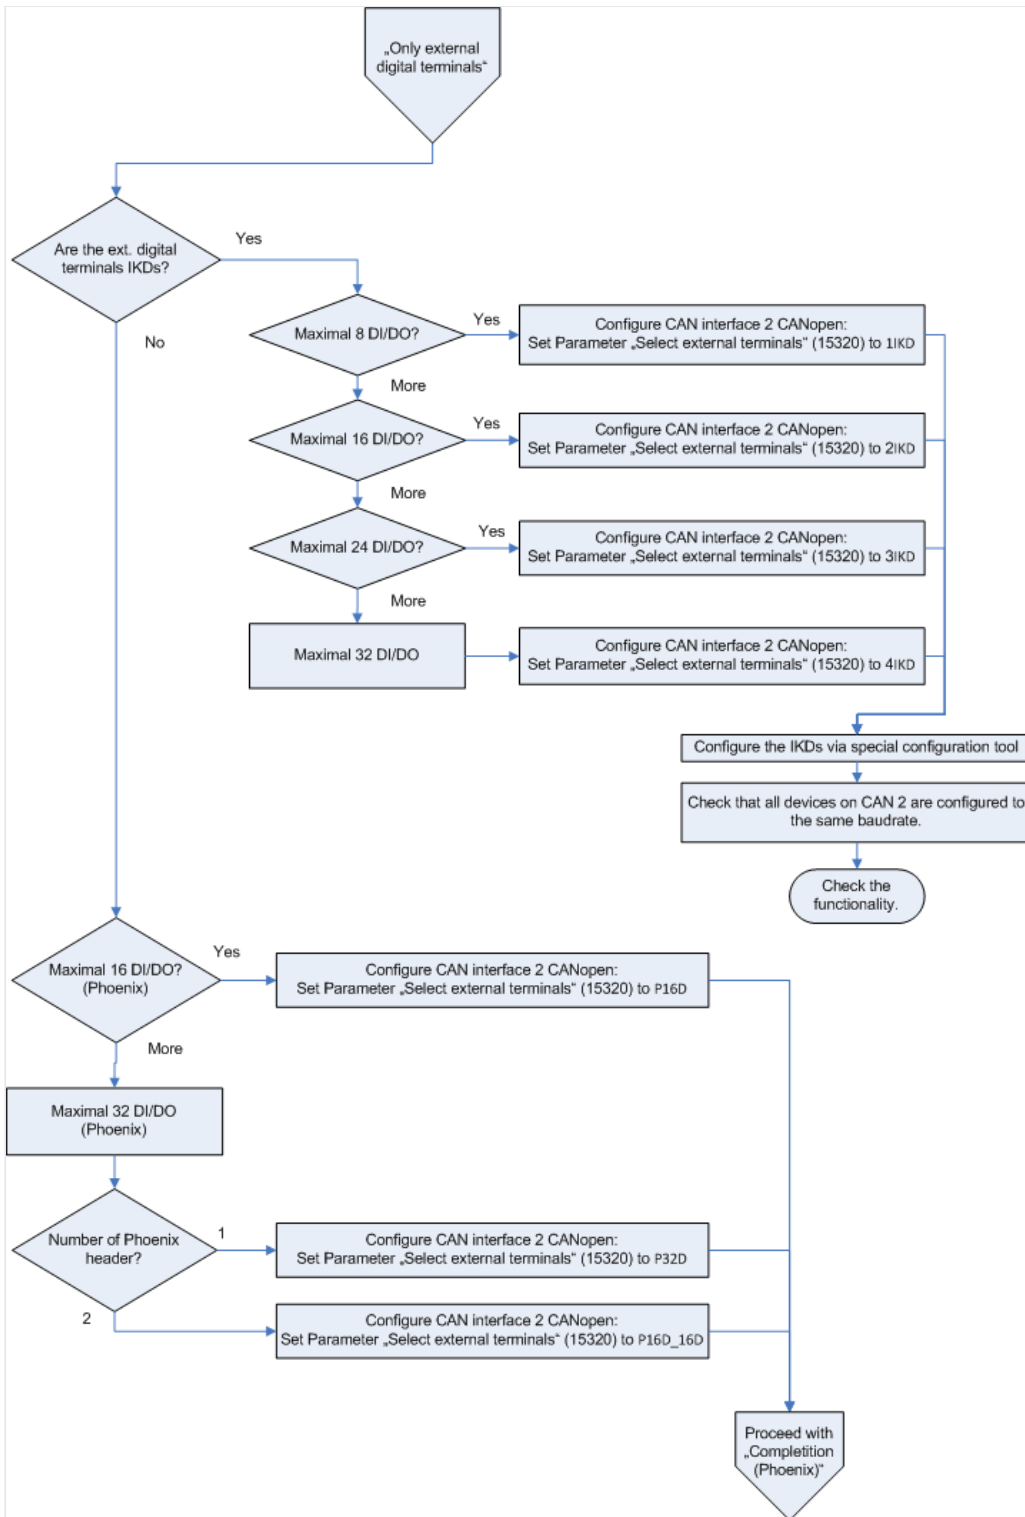 „Only external
digital terminals“
Are the ext. digital
terminals IKDs?
Yes
No
Maximal 8 DI/DO?
Yes
Configure CAN interface 2 CANopen:
Set Parameter „Select external terminals“ (15320) to 1IKD
More
Maximal 16 DI/DO?
Yes
Configure CAN interface 2 CANopen:
Set Parameter „Select external terminals“ (15320) to 2IKD
More
Maximal 24 DI/DO?
Yes
Configure CAN interface 2 CANopen:
Set Parameter „Select external terminals“ (15320) to 3IKD
More
Maximal 32 DI/DO
Configure CAN interface 2 CANopen:
Set Parameter „Select external terminals“ (15320) to 4IKD
Configure the IKDs via special configuration tool
Check that all devices on CAN 2 are configured to
the same baudrate.
Check the
functionality.
Maximal 16 DI/DO?
(Phoenix)
Yes
Configure CAN interface 2 CANopen:
Set Parameter „Select external terminals“ (15320) to P16D
More
Maximal 32 DI/DO
(Phoenix)
Number of Phoenix
header?
1
Configure CAN interface 2 CANopen:
Set Parameter „Select external terminals“ (15320) to P32D
2
Configure CAN interface 2 CANopen:
Set Parameter „Select external terminals“ (15320) to P16D_16D
Proceed with
„Completition
(Phoenix)“